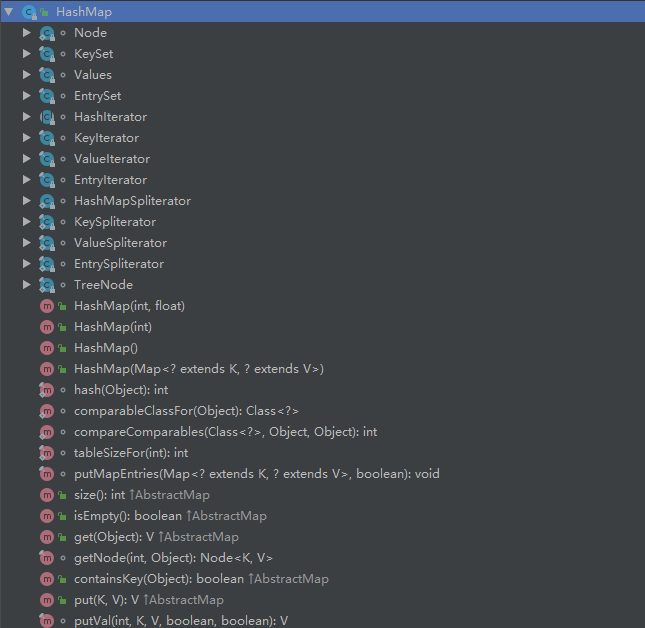 HashMap
Node
KeySet
Values
EntrySet
HashIterator
KeyIterator
ValueIterator
EntryIterator
HashMapSpliterator
KeySpliterator
ValueSpliterator
EntrySpliterator
TreeNode
HashMap(int, float)
HashMap(int)
HashMap()
HashMap(Map<? extends K, ? extends V>)
hash(Object): int
comparableClassFor(Object): Class<?>
compareComparables(Class<?>, Object, Object): int
tableSizeFor(int): int
putMapEntries(Map<? extends K, ? extends V>, boolean): void
size(): int ↑AbstractMap
isEmpty(): boolean ↑AbstractMap
get(Object): V ↑AbstractMap
getNode(int, Object): Node<K, V>
containsKey(Object): boolean ↑AbstractMap
put(K, V): V ↑AbstractMap
putVal(int, K, V, boolean, boolean): V